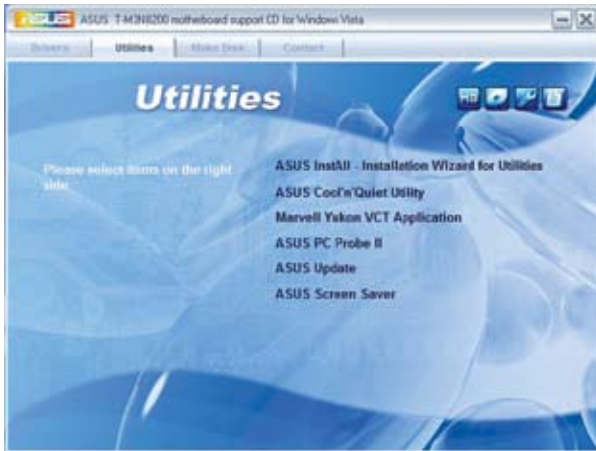 ASUS T-M3N8200 motherboard support CD for Windows Vista
Drivers Utilities Make Disk Contact
Utilities
Please select items on the right
side.
ASUS InstAll - Installation Wizard for Utilities
ASUS Cool'n'Quiet Utility
Marvell Yukon VCT Application
ASUS PC Probe II
ASUS Update
ASUS Screen Saver